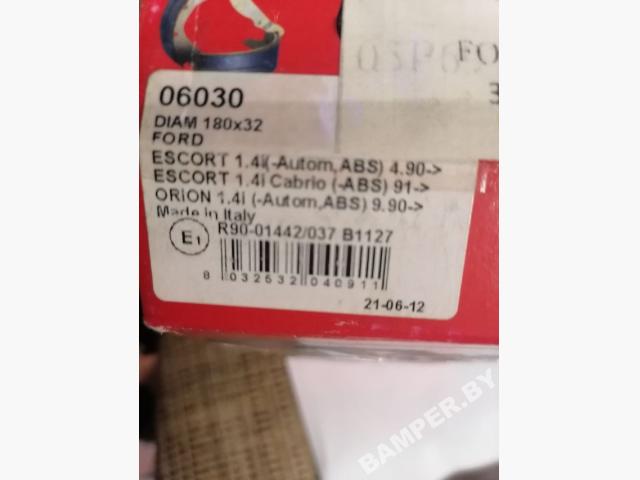 FO
3
06030
DIAM 180x32
FORD
ESCORT 1.4i(-Autom,ABS) 4.90->
ESCORT 1.4i Cabrio (-ABS) 91->
ORION 1.4i (-Autom,ABS) 9.90->
Made in Italy
E1
R90-01442/037 B1127
8 032532 040911
21-06-12
BAMPER.BY